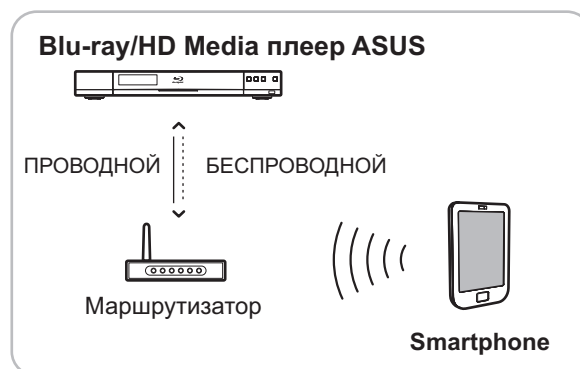 Blu-ray/HD Media плеер ASUS
ПРОВОДНОЙ
БЕСПРОВОДНОЙ
Маршрутизатор
Smartphone